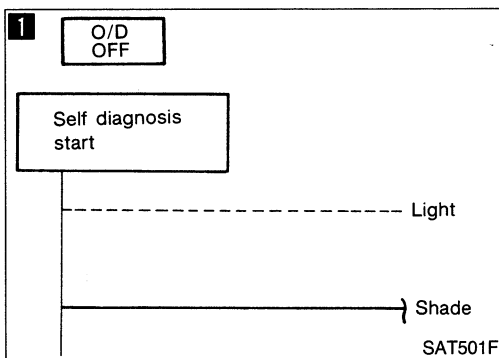 1
O/D
OFF
Self diagnosis
start
Light
Shade
SAT501F